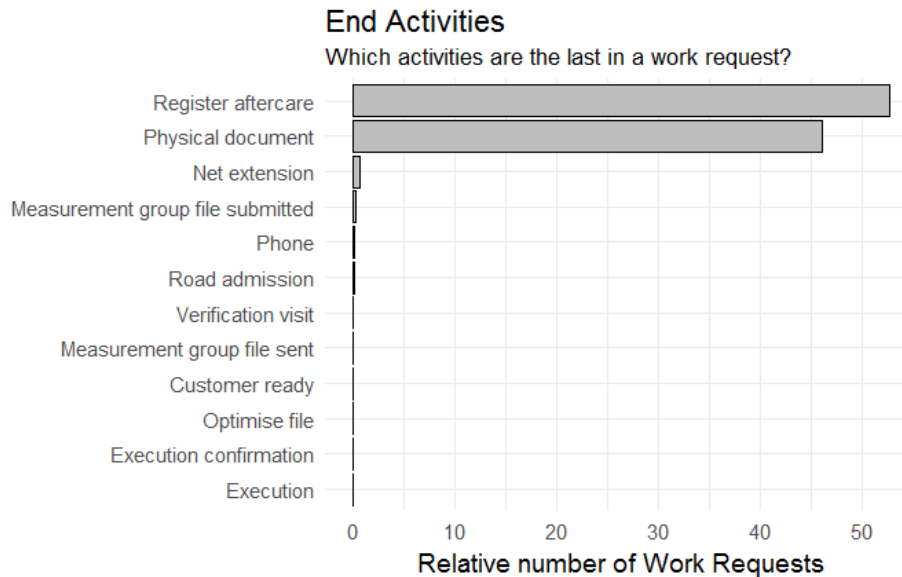 End Activities
Which activities are the last in a work request?
Register aftercare
Physical document
Net extension
Measurement group file submitted
Phone
Road admission
Verification visit
Measurement group file sent
Customer ready
Optimise file
Execution confirmation
Execution
0 10 20 30 40 50
Relative number of Work Requests